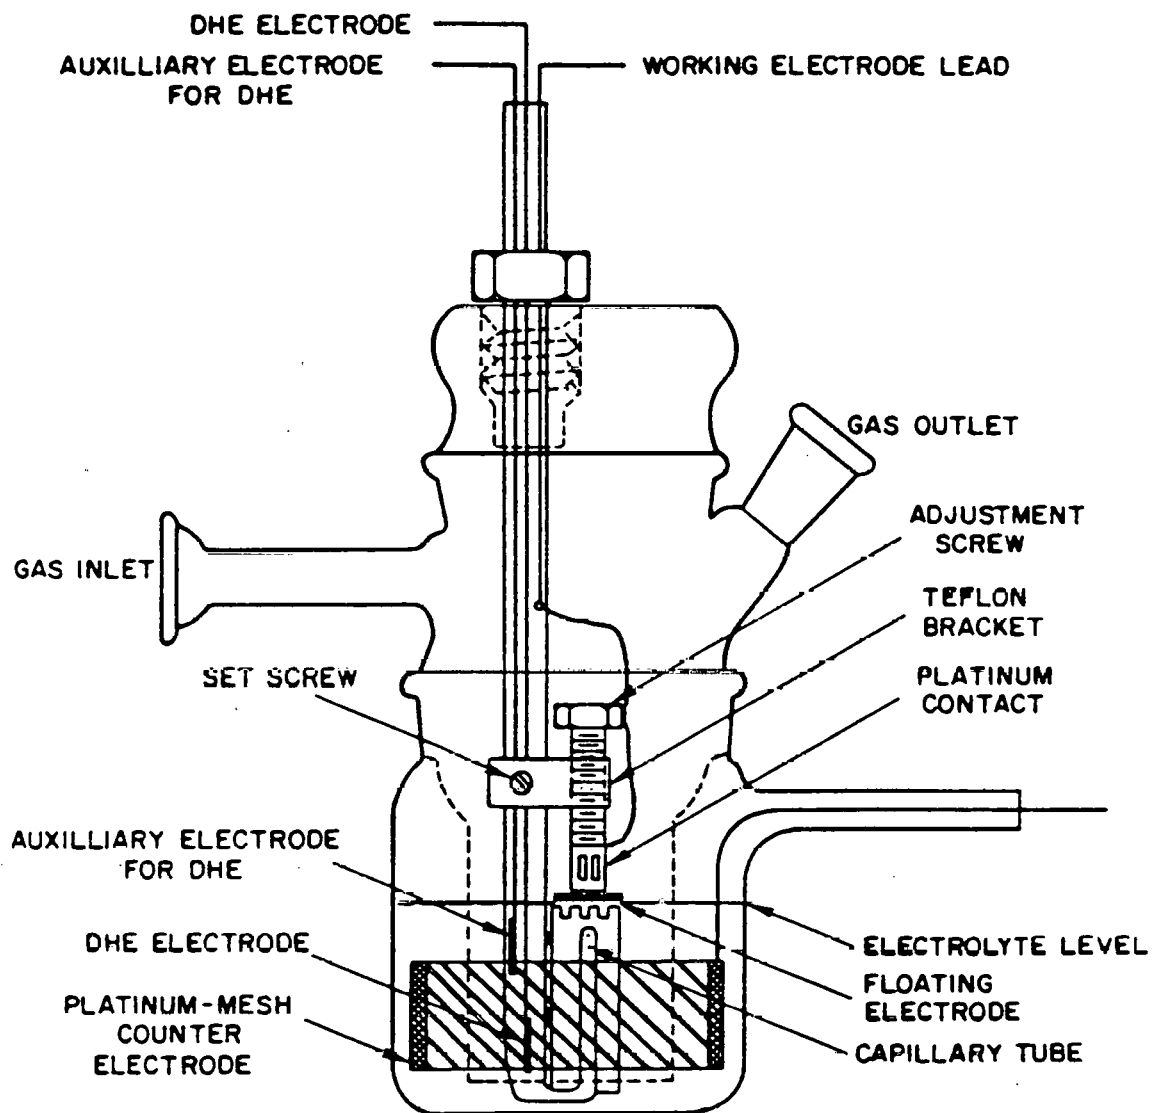 DHE ELECTRODE
AUXILLIARY ELECTRODE
FOR DHE
WORKING ELECTRODE LEAD
GAS OUTLET
ADJUSTMENT
SCREW
GAS INLET
TEFLON
BRACKET
SET SCREW
PLATINUM
CONTACT
AUXILLIARY ELECTRODE
FOR DHE
DHE ELECTRODE
ELECTROLYTE LEVEL
PLATINUM-MESH
COUNTER
ELECTRODE
FLOATING
ELECTRODE
CAPILLARY TUBE